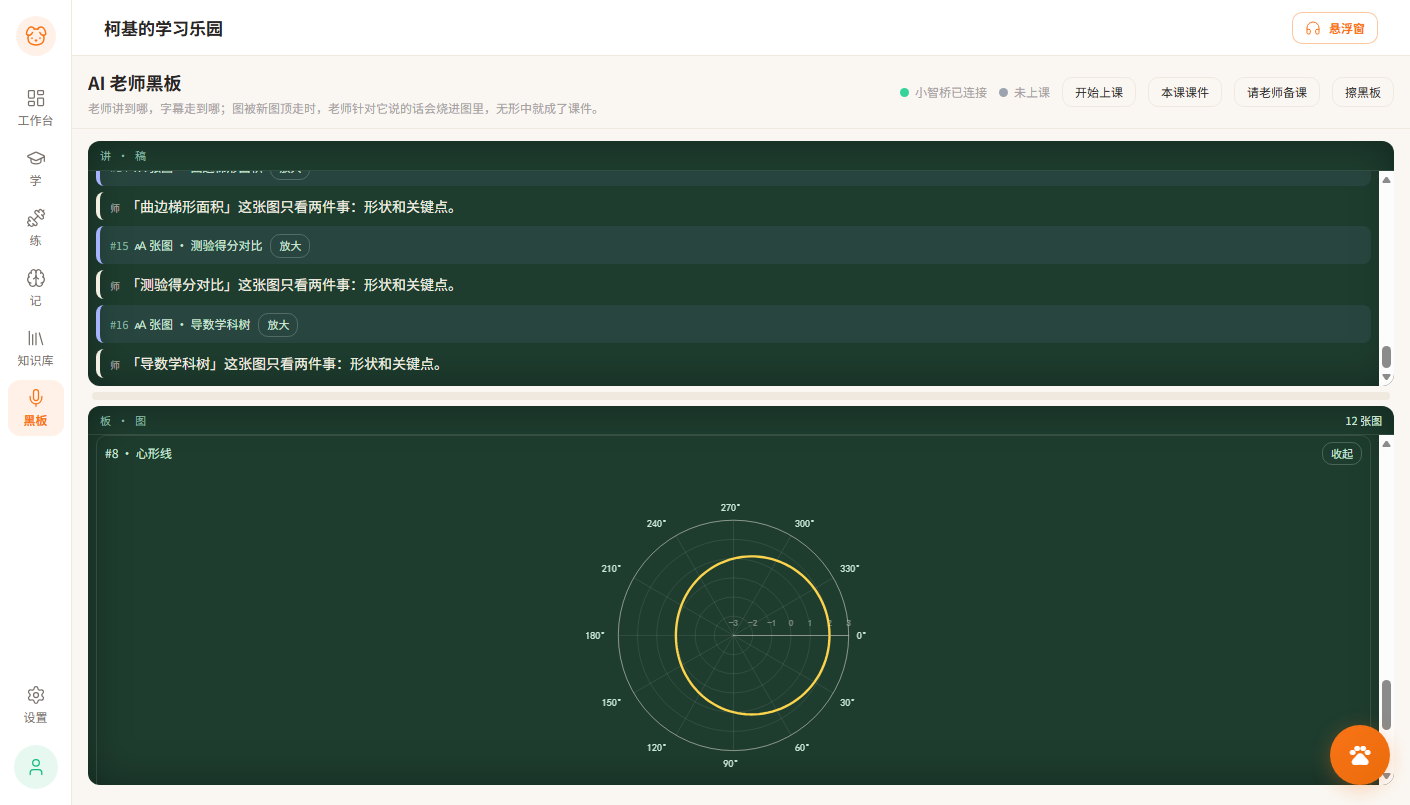 柯基的学习乐园
悬浮窗
工作台
学
练
记
知识库
黑板
设置
AI 老师黑板
老师讲到哪，字幕走到哪；图被新图顶走时，老师针对它说的话会烧进图里，无形中就成了课件。
小智桥已连接
未上课
开始上课
本课课件
请老师备课
擦黑板
讲 · 稿
师 「曲边梯形面积」这张图只看两件事：形状和关键点。
#15 张图 · 测验得分对比 放大
师 「测验得分对比」这张图只看两件事：形状和关键点。
#16 张图 · 导数学科树 放大
师 「导数学科树」这张图只看两件事：形状和关键点。
板 · 图
12 张图
#8 · 心形线
收起
270°
240°
300°
210°
330°
−3 −2 −1 0 1 2 3
180°
0°
150°
30°
120°
60°
90°